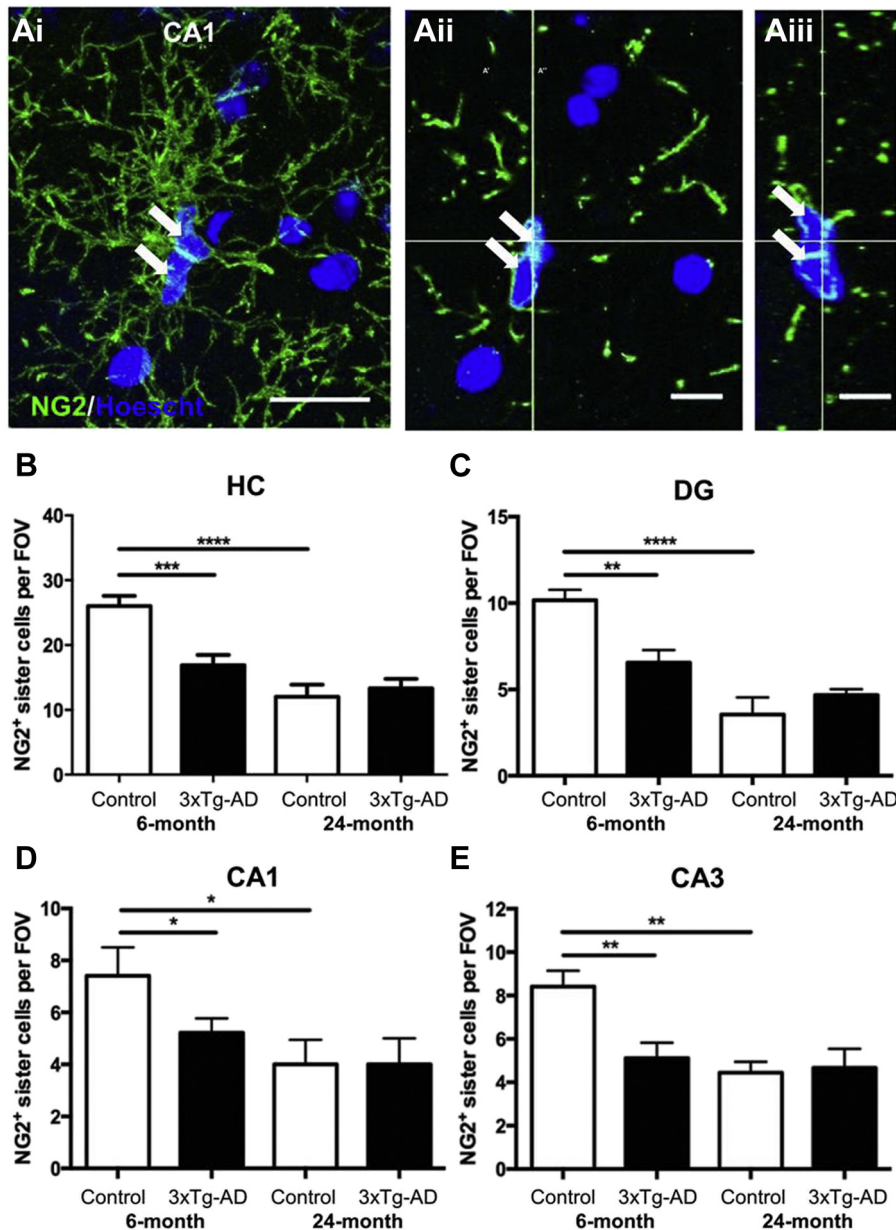 Ai CA1
Aii
Aiii
A' A''
NG2/Hoescht
B
HC
NG2⁺ sister cells per FOV
40
30
20
10
0
****
***
Control 3xTg-AD Control 3xTg-AD
6-month 24-month
C
DG
NG2⁺ sister cells per FOV
15
10
5
0
****
**
Control 3xTg-AD Control 3xTg-AD
6-month 24-month
D
CA1
NG2⁺ sister cells per FOV
10
8
6
4
2
0
*
*
Control 3xTg-AD Control 3xTg-AD
6-month 24-month
E
CA3
NG2⁺ sister cells per FOV
12
10
8
6
4
2
0
**
**
Control 3xTg-AD Control 3xTg-AD
6-month 24-month